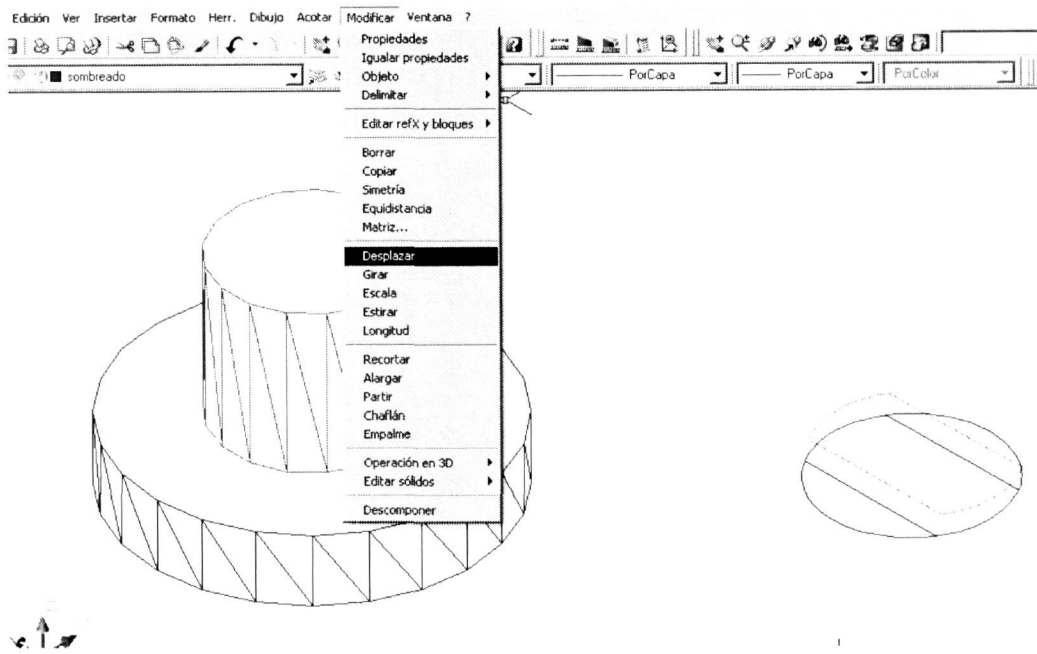 Edición Ver Insertar Formato Herr. Dibujo Acotar Modificar Ventana ?
sombreado
PorCapa PorCapa PorColor
Propiedades
Igualar propiedades
Objeto
Delimitar
Editar refX y bloques
Borrar
Copiar
Simetría
Equidistancia
Matriz...
Desplazar
Girar
Escala
Estirar
Longitud
Recortar
Alargar
Partir
Chaflán
Empalme
Operación en 3D
Editar sólidos
Descomponer